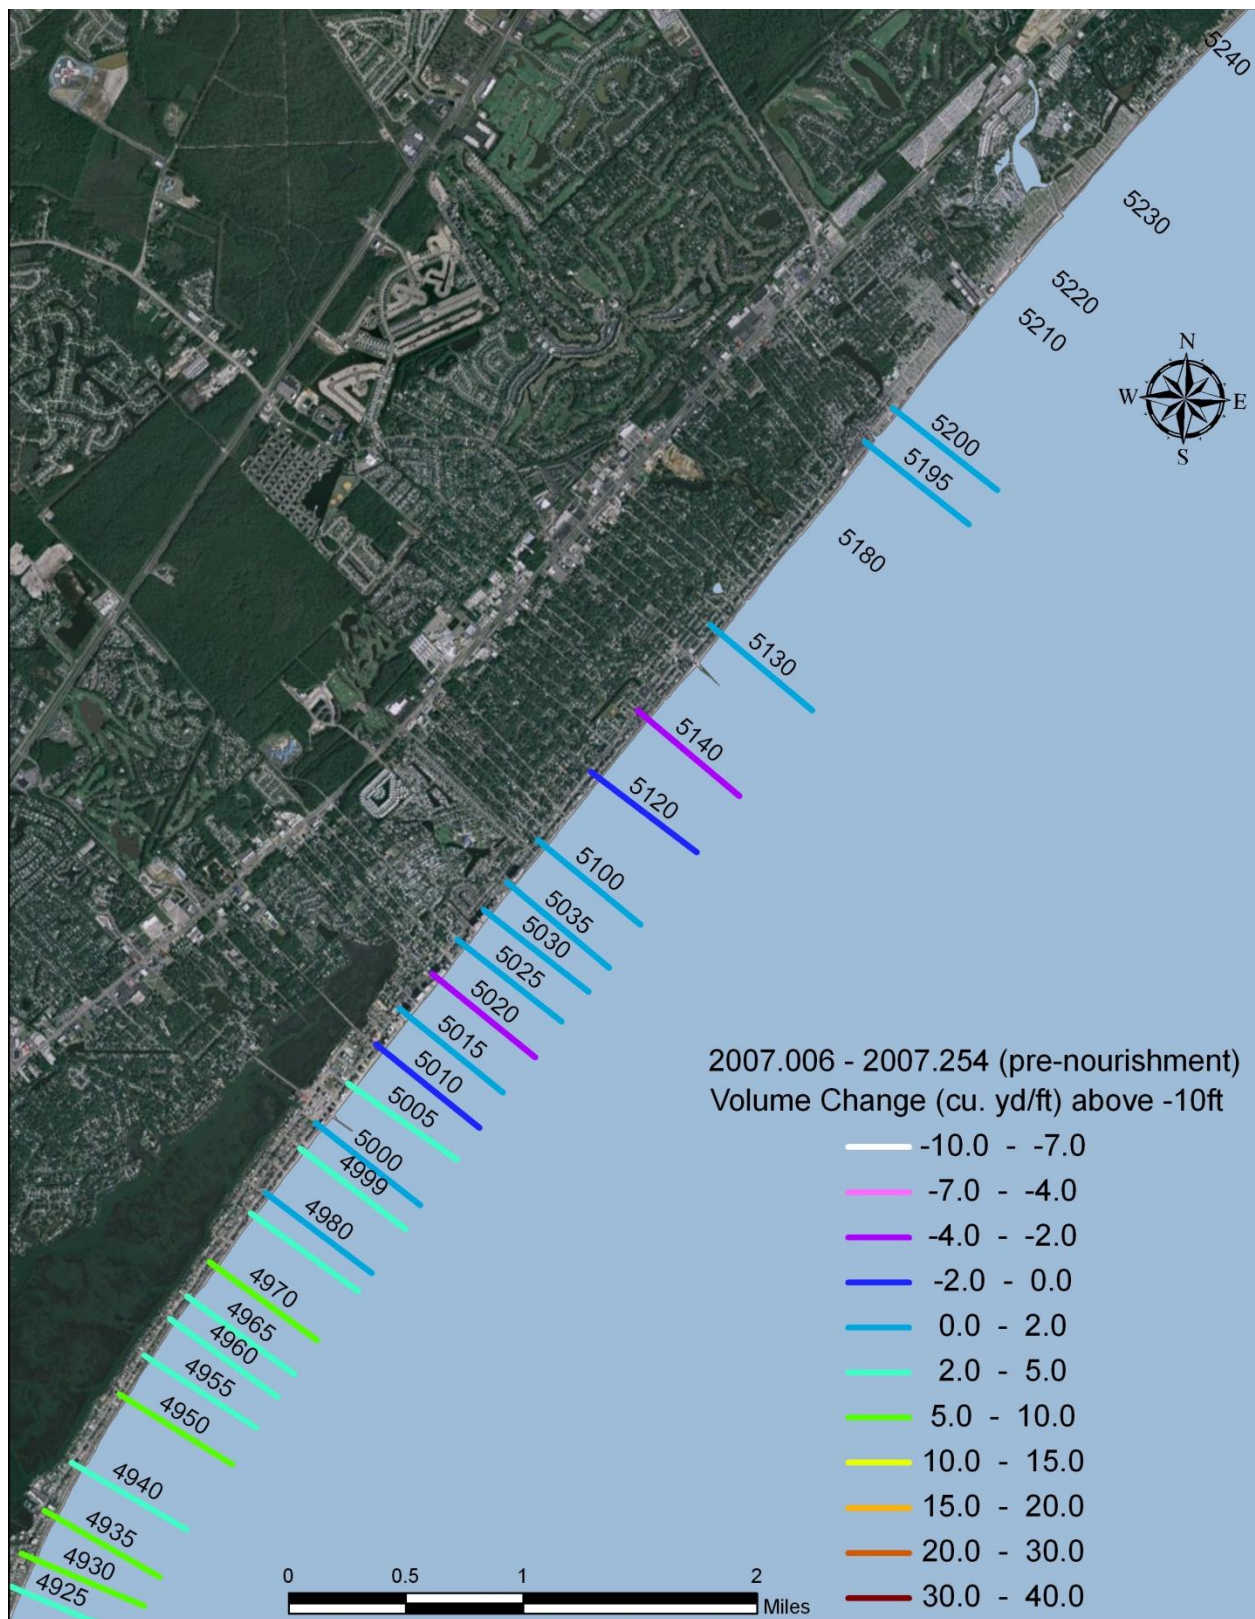 5240
5230
5220
5210
N
W E
S
5200
5195
5180
5130
5140
5120
5100
5035
5030
5025
5020
5015
5010
5005
5000
4999
4980
4970
4965
4960
4955
4950
4940
4935
4930
4925
2007.006 - 2007.254 (pre-nourishment)
Volume Change (cu. yd/ft) above -10ft
-10.0 - -7.0
-7.0 - -4.0
-4.0 - -2.0
-2.0 - 0.0
0.0 - 2.0
2.0 - 5.0
5.0 - 10.0
10.0 - 15.0
15.0 - 20.0
20.0 - 30.0
30.0 - 40.0
0 0.5 1 2
Miles